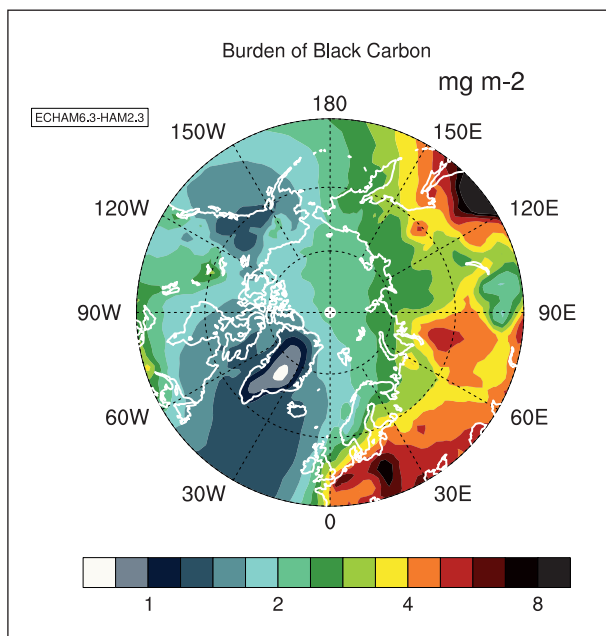 Burden of Black Carbon
mg m-2
ECHAM6.3-HAM2.3
180
150W
150E
120W
120E
90W
90E
60W
60E
30W
30E
0
1
2
4
8